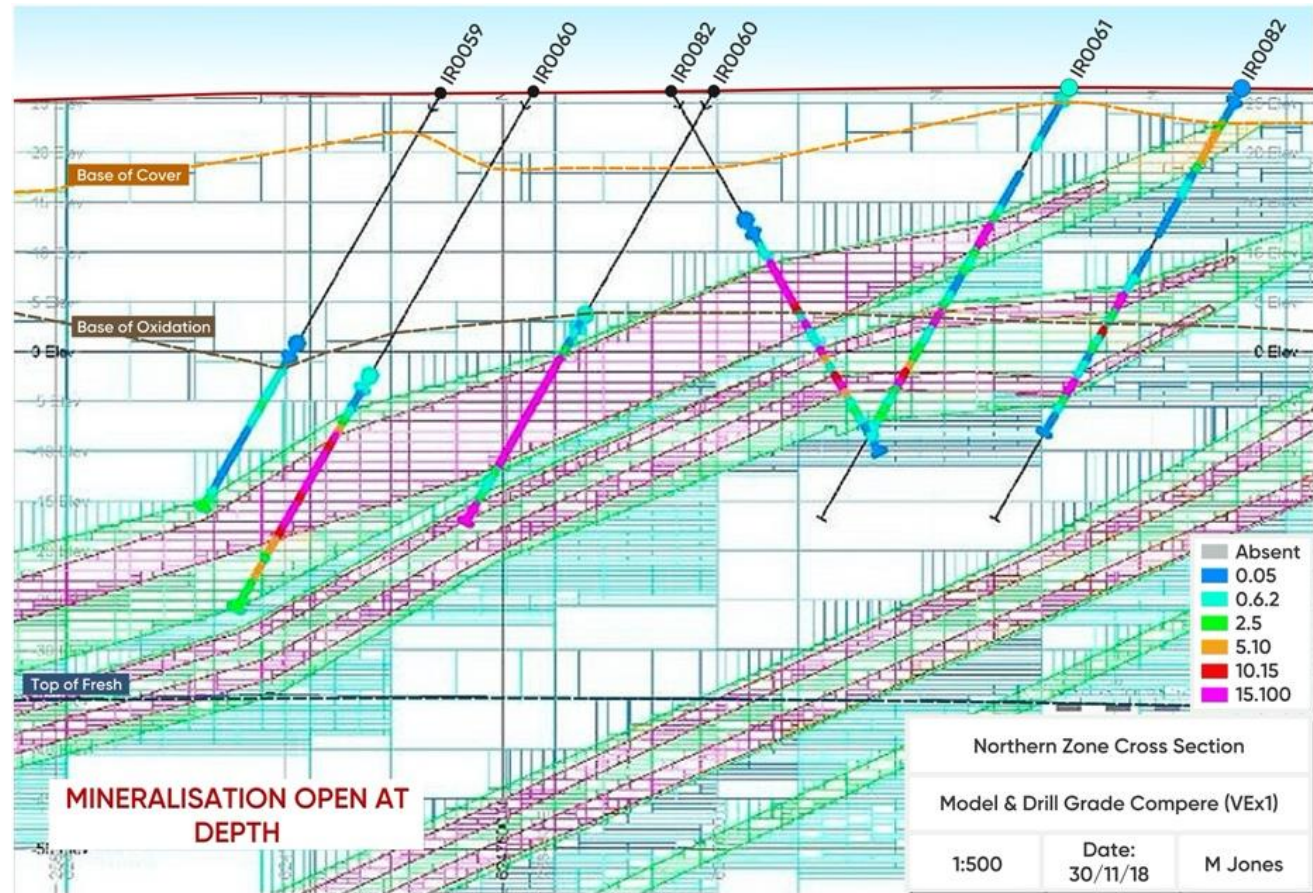 IR0059
IR0060
IR0082
IR0060
IR0061
IR0082
Base of Cover
Base of Oxidation
0 Elev
0 Elev
Top of Fresh
MINERALISATION OPEN AT
DEPTH
Absent
0.05
0.6.2
2.5
5.10
10.15
15.100
Northern Zone Cross Section
Model & Drill Grade Compere (VEx1)
1:500
Date:
30/11/18
M Jones